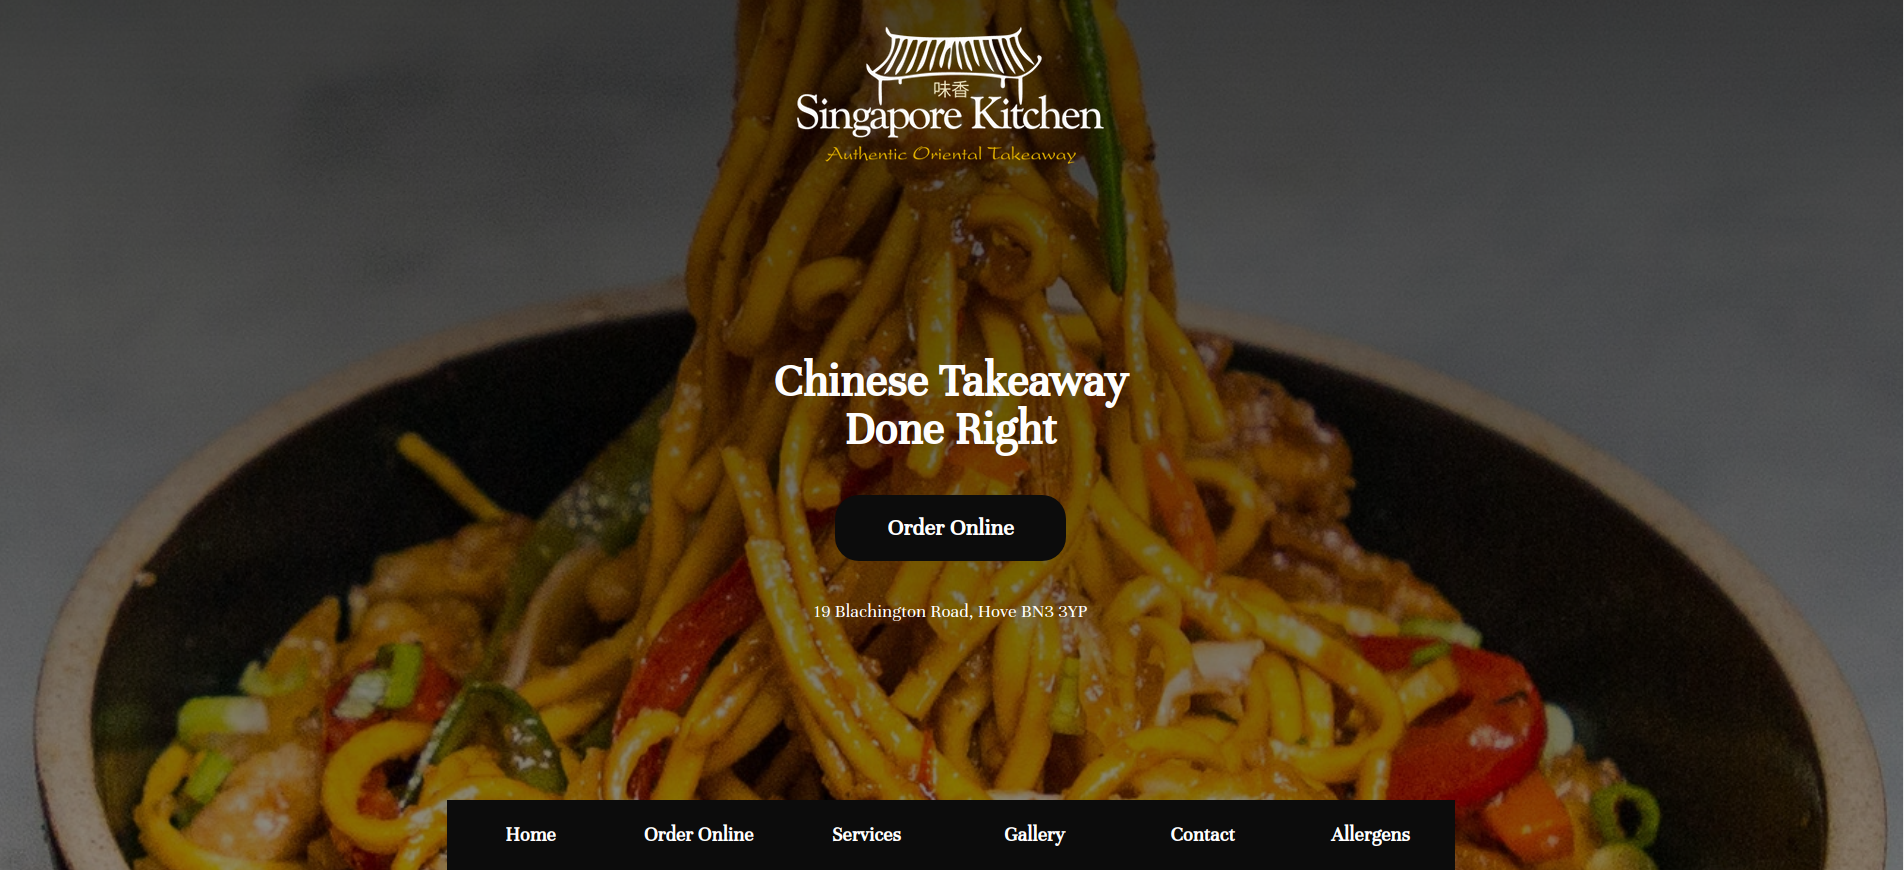 味香
Singapore Kitchen
Authentic Oriental Takeaway
Chinese Takeaway
Done Right
Order Online
19 Blachington Road, Hove BN3 3YP
Home Order Online Services Gallery Contact Allergens